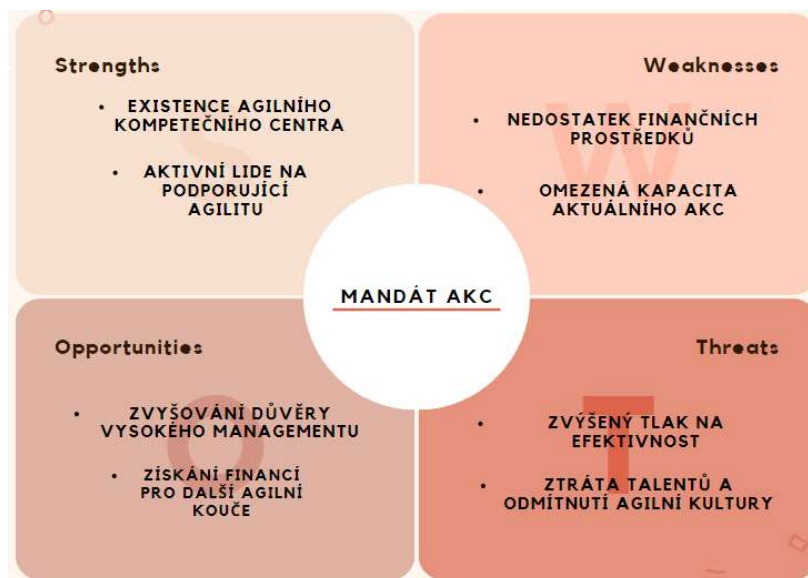 Strengths
• EXISTENCE AGILNÍHO
KOMPETEČNÍHO CENTRA
• AKTIVNÍ LIDE NA
PODPORUJÍCÍ
AGILITU
Weaknesses
• NEDOSTATEK FINANČNÍCH
PROSTŘEDKŮ
• OMEZENÁ KAPACITA
AKTUÁLNÍHO AKC
MANDÁT AKC
Opportunities
• ZVYŠOVÁNÍ DŮVĚRY
VYSOKÉHO MANAGEMENTU
• ZÍSKÁNÍ FINANCÍ
PRO DALŠÍ AGILNÍ
KOUČE
Threats
• ZVÝŠENÝ TLAK NA
EFEKTIVNOST
• ZTRÁTA TALENTŮ A
ODMÍTNUTÍ AGILNÍ KULTURY
S
W
O
T